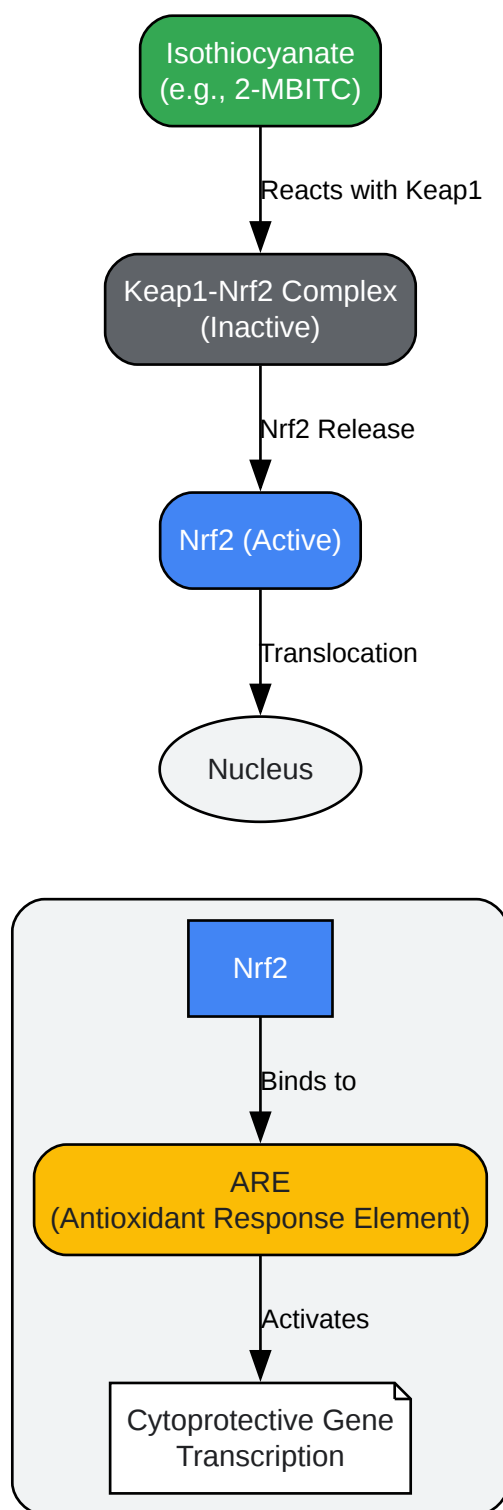 Isothiocyanate
(e.g., 2-MBITC)
Reacts with Keap1
Keap1-Nrf2 Complex
(Inactive)
Nrf2 Release
Nrf2 (Active)
Translocation
Nucleus
Nrf2
Binds to
ARE
(Antioxidant Response Element)
Activates
Cytoprotective Gene
Transcription